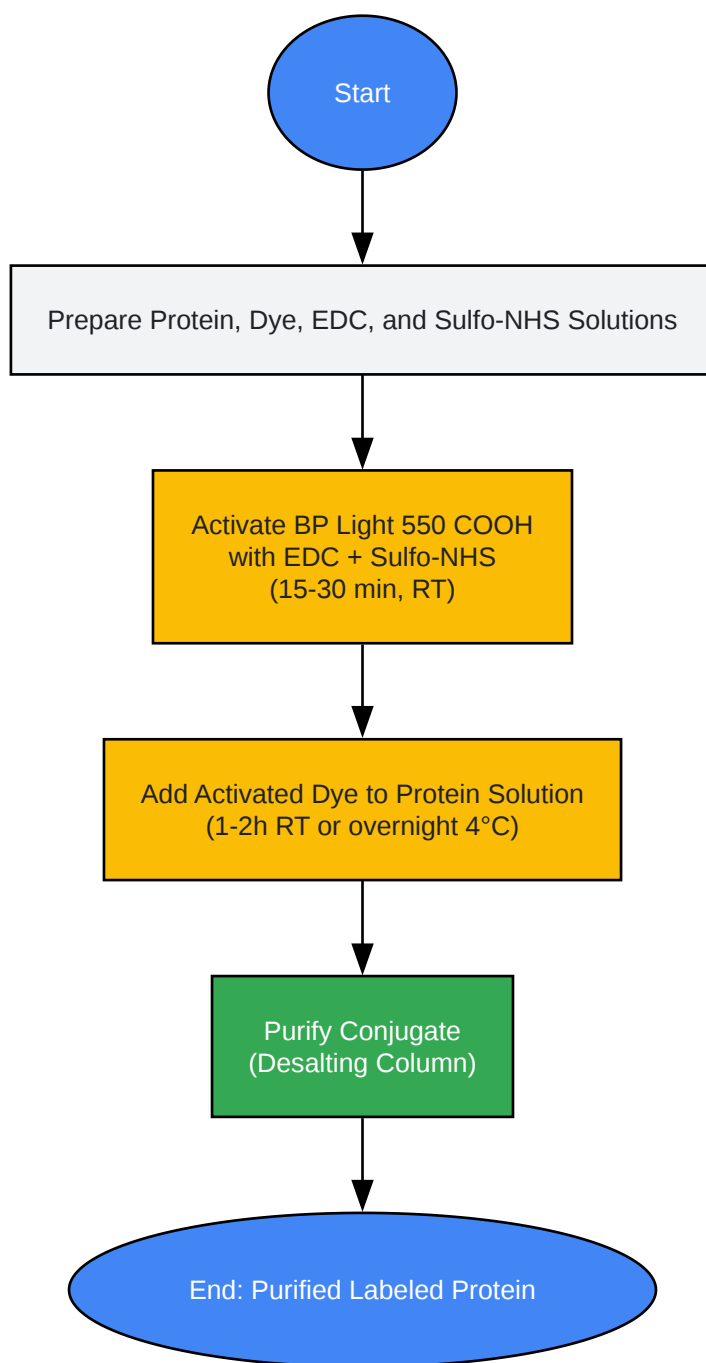 Start
Prepare Protein, Dye, EDC, and Sulfo-NHS Solutions
Activate BP Light 550 COOH
with EDC + Sulfo-NHS
(15-30 min, RT)
Add Activated Dye to Protein Solution
(1-2h RT or overnight 4°C)
Purify Conjugate
(Desalting Column)
End: Purified Labeled Protein